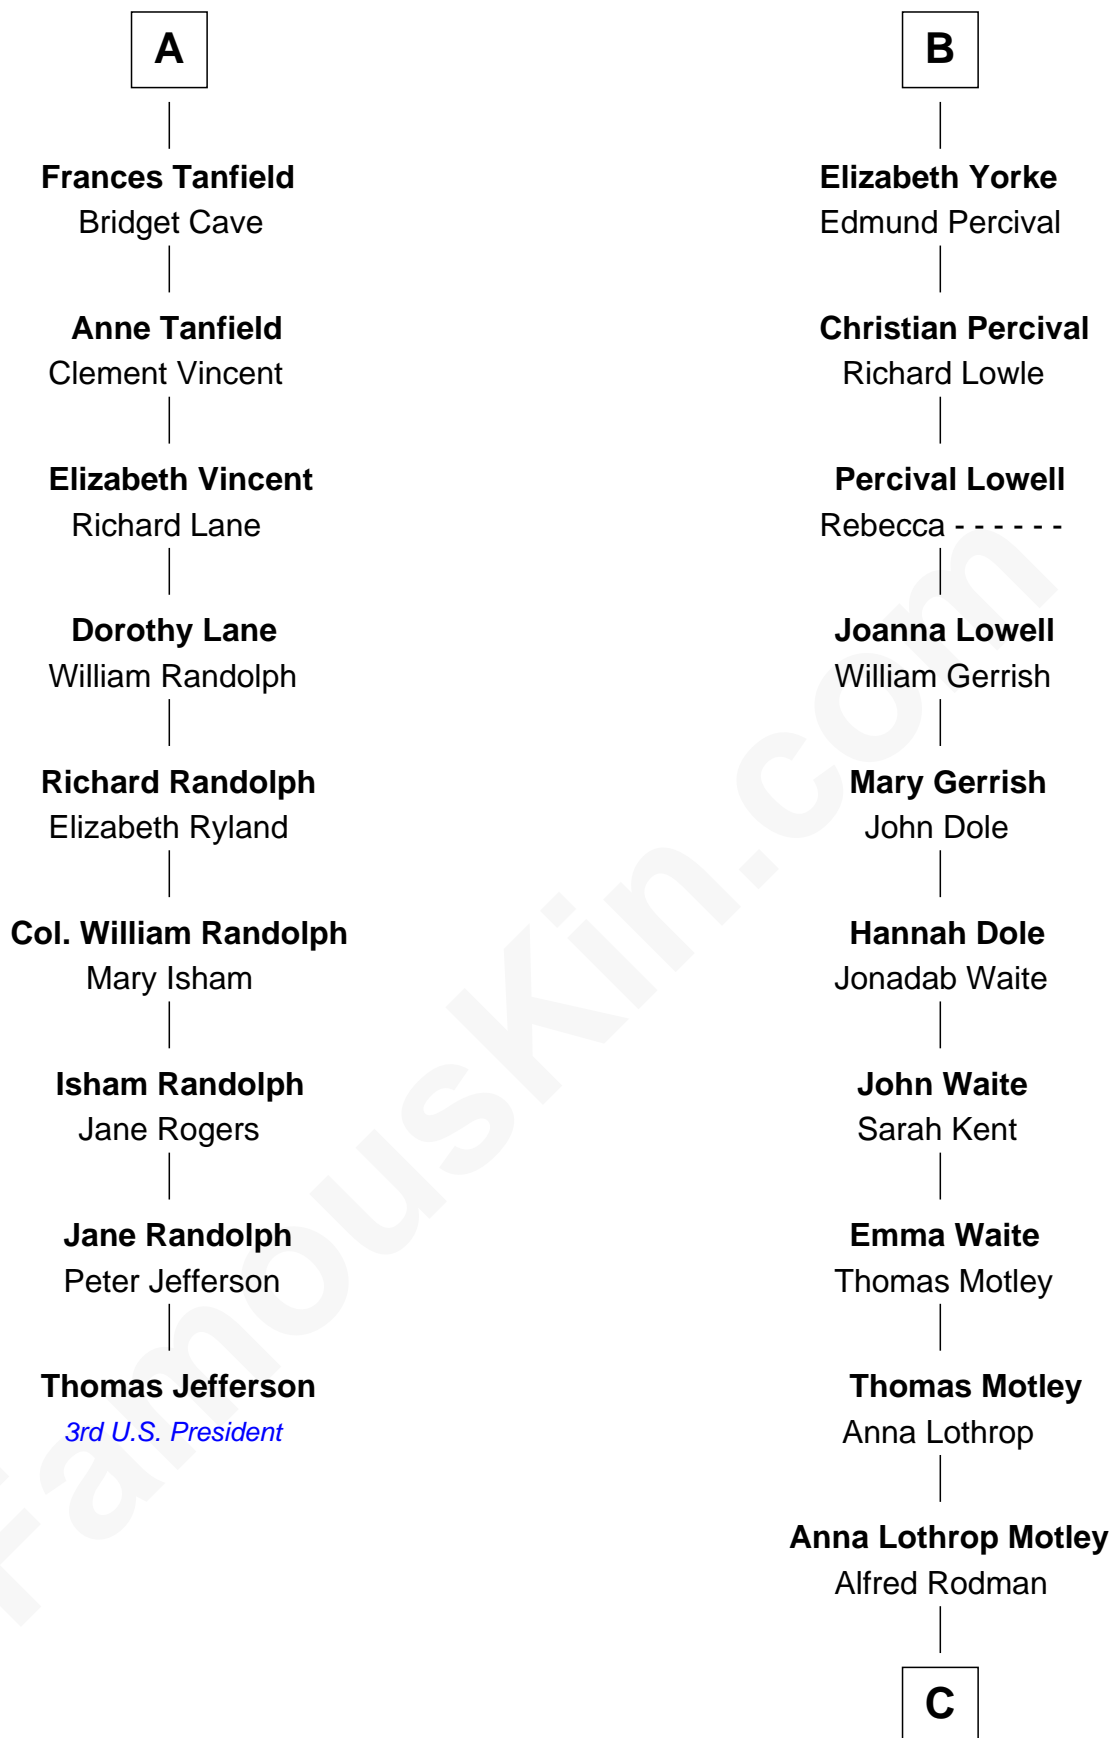 A
Frances Tanfield
Bridget Cave
Anne Tanfield
Clement Vincent
Elizabeth Vincent
Richard Lane
Dorothy Lane
William Randolph
Richard Randolph
Elizabeth Ryland
Col. William Randolph
Mary Isham
Isham Randolph
Jane Rogers
Jane Randolph
Peter Jefferson
Thomas Jefferson
3rd U.S. President
B
Elizabeth Yorke
Edmund Percival
Christian Percival
Richard Lowle
Percival Lowell
Rebecca - - - - - -
Joanna Lowell
William Gerrish
Mary Gerrish
John Dole
Hannah Dole
Jonadab Waite
John Waite
Sarah Kent
Emma Waite
Thomas Motley
Thomas Motley
Anna Lothrop
Anna Lothrop Motley
Alfred Rodman
C
FamousKin.com